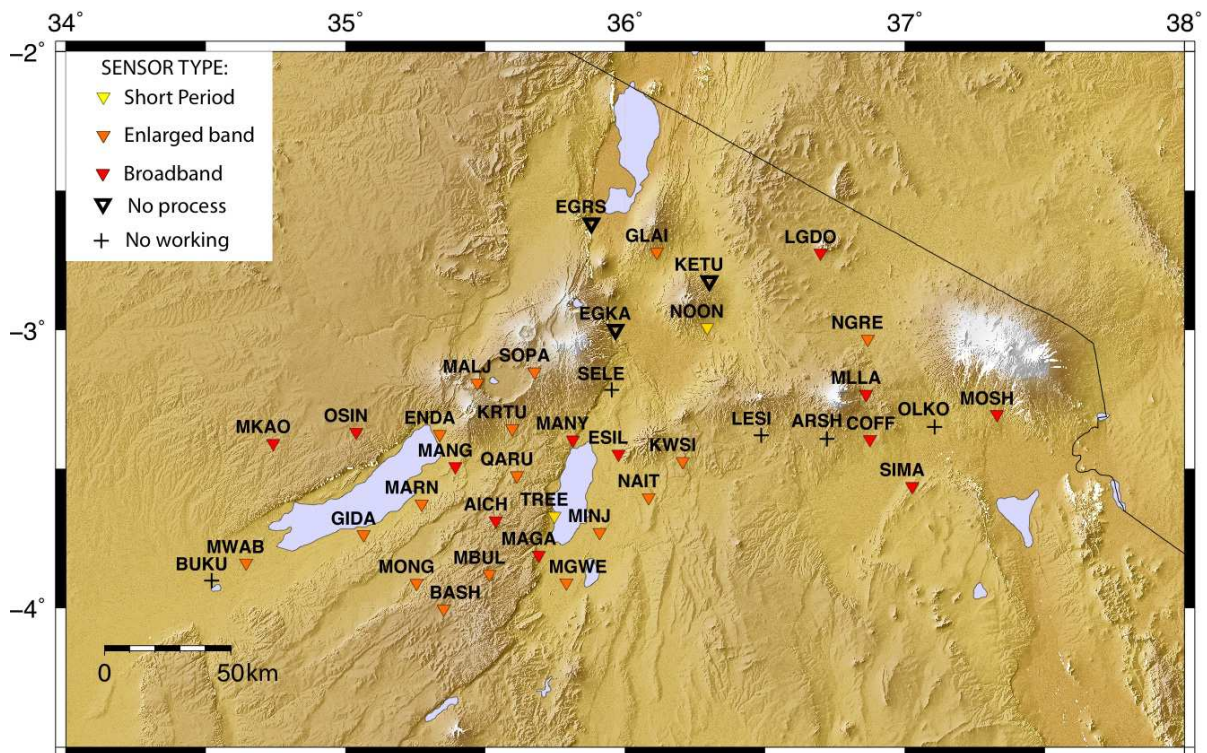 34°
35°
36°
37°
38°
-2°
SENSOR TYPE:
Short Period
Enlarged band
Broadband
No process
No working
EGRS
GLAI
LGDO
KETU
-3°
EGKA
NOON
NGRE
SOPA
MALJ
SELE
MLLA
MKAO
OSIN
ENDA
KRTU
MANY
LESI
ARSH
COFF
OLKO
MOSH
MANG
QARU
ESIL
KWSI
SIMA
MARN
AICH
TREE
NAIT
GIDA
MINJ
MWAB
BUKU
MONG
MBUL
MAGA
MGWE
BASH
-4°
0 50km